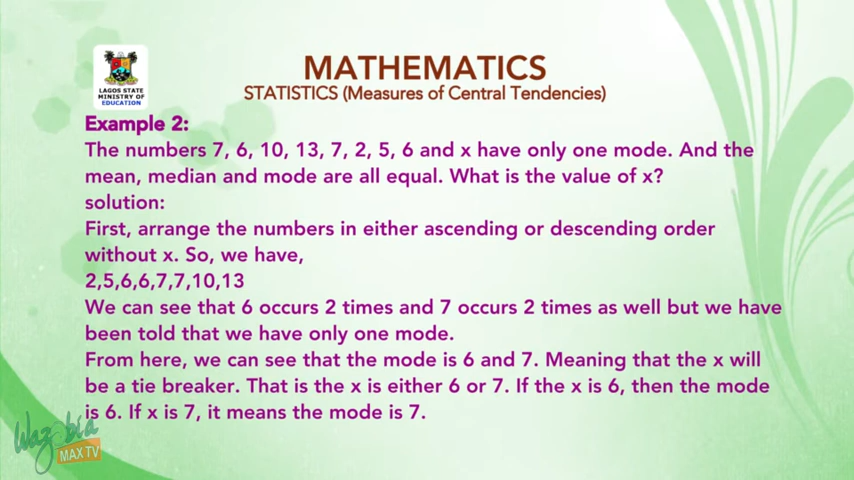 LAGOS STATE
MINISTRY OF
EDUCATION
MATHEMATICS
STATISTICS (Measures of Central Tendencies)
Example 2:
The numbers 7, 6, 10, 13, 7, 2, 5, 6 and x have only one mode. And the
mean, median and mode are all equal. What is the value of x?
solution:
First, arrange the numbers in either ascending or descending order
without x. So, we have,
2,5,6,6,7,7,10,13
We can see that 6 occurs 2 times and 7 occurs 2 times as well but we have
been told that we have only one mode.
From here, we can see that the mode is 6 and 7. Meaning that the x will
be a tie breaker. That is the x is either 6 or 7. If the x is 6, then the mode
is 6. If x is 7, it means the mode is 7.
Wazobia
MAX TV